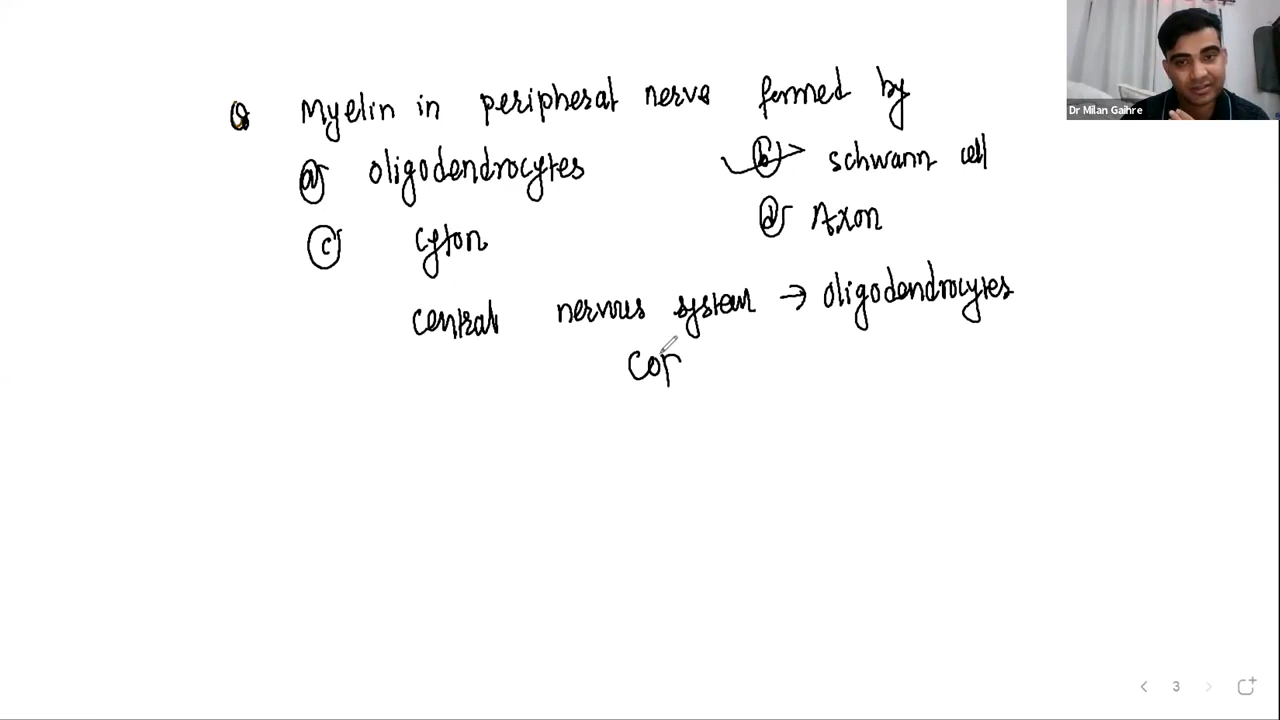 Q Myelin in peripheral nerve formed by
a oligodendrocytes b schwann cell
c cyton d Axon
central nervous system → oligodendrocytes
Cor
Dr Milan Gaihre
3